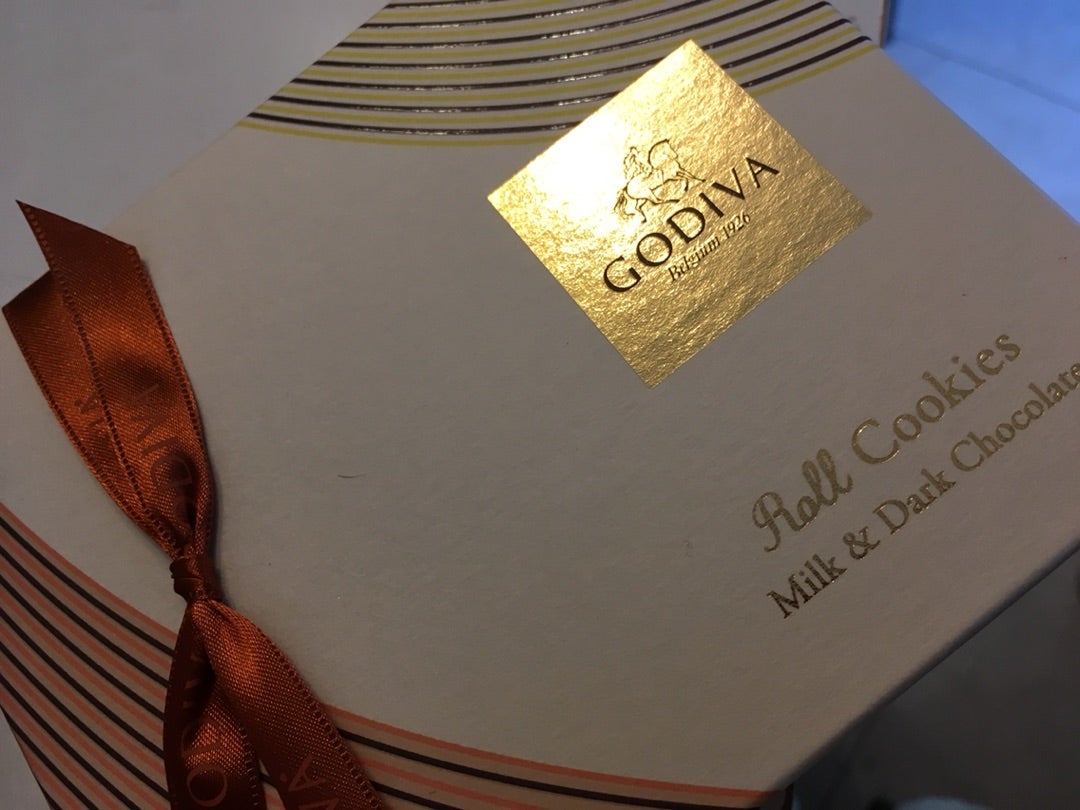 GODIVA
Belgium 1926
Roll Cookies
Milk & Dark Chocolate